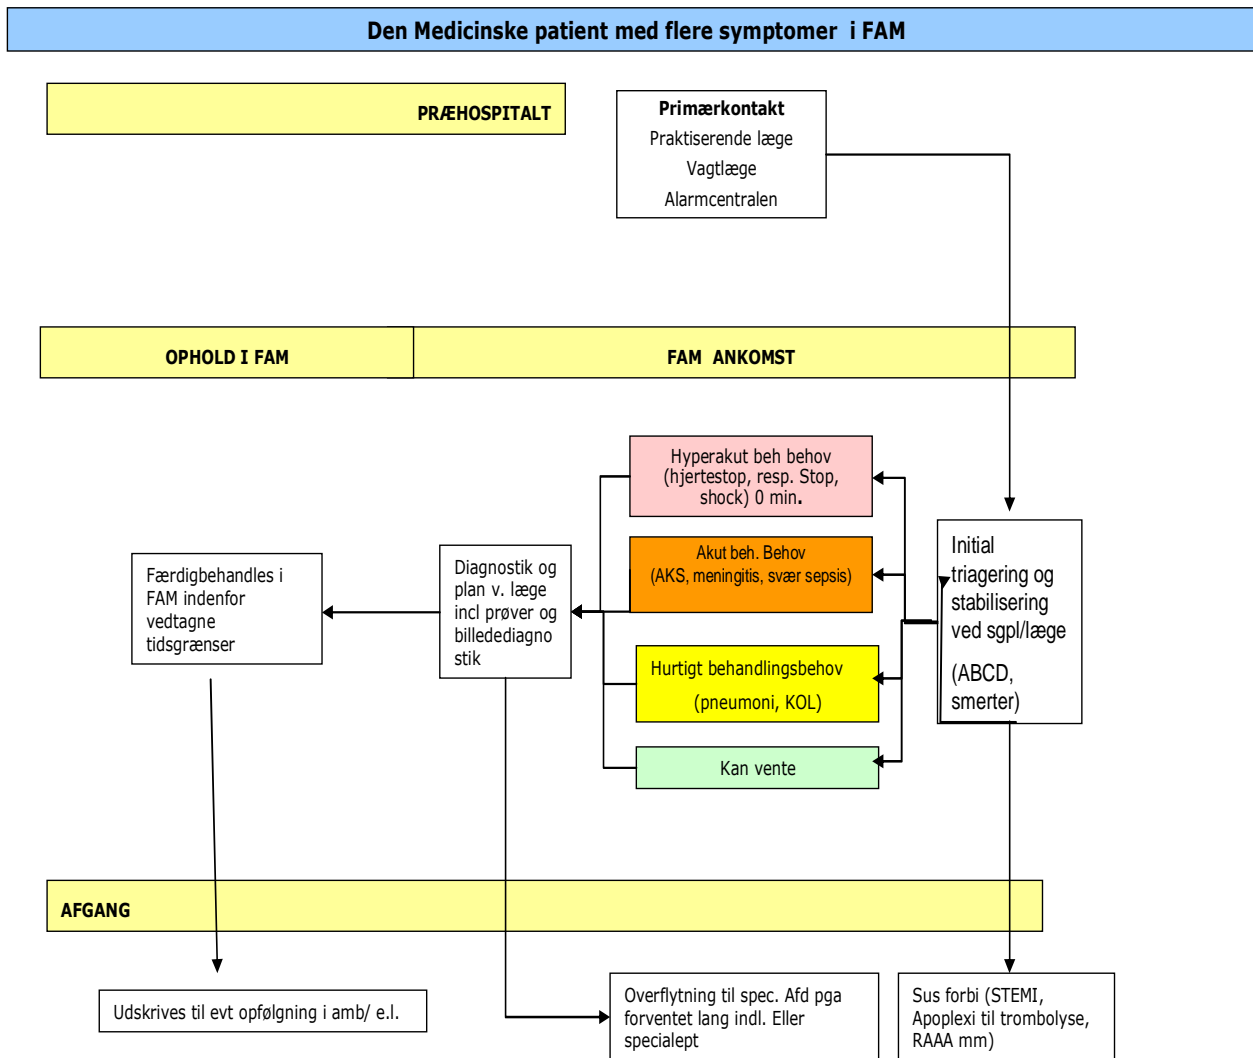 Den Medicinske patient med flere symptomer i FAM
PRÆHOSPITALT
Primærkontakt
Praktiserende læge
Vagtlæge
Alarmcentralen
OPHOLD I FAM
FAM ANKOMST
Hyperakut beh behov
(hjertestop, resp. Stop,
shock) 0 min.
Akut beh. Behov
(AKS, meningitis, svær sepsis)
Hurtigt behandlingsbehov
(pneumoni, KOL)
Kan vente
Initial
triagering og
stabilisering
ved sgpl/læge
(ABCD,
smerter)
Diagnostik og
plan v. læge
incl prøver og
billedediagno
stik
Færdigbehandles i
FAM indenfor
vedtagne
tidsgrænser
AFGANG
Udskrives til evt opfølgning i amb/ e.l.
Overflytning til spec. Afd pga
forventet lang indl. Eller
specialept
Sus forbi (STEMI,
Apoplexi til trombolyse,
RAAA mm)